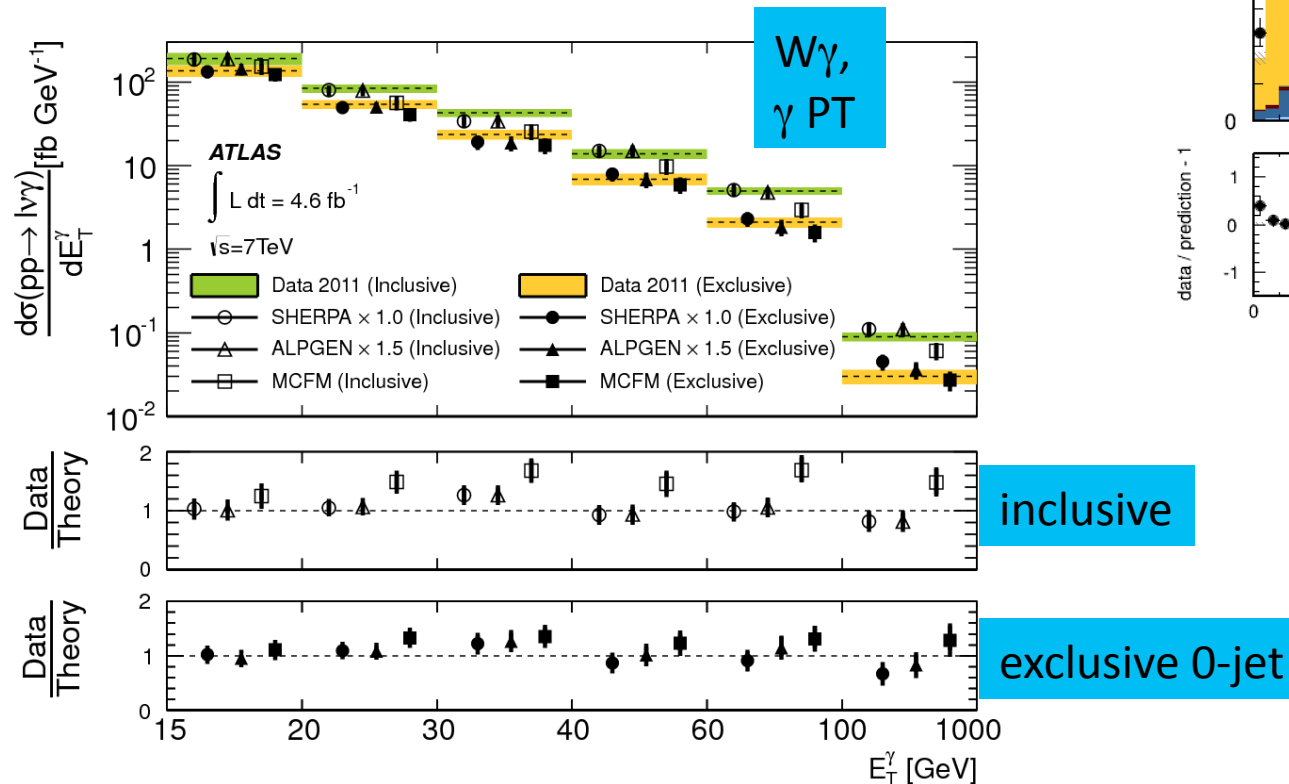 Wγ,
γ PT
dσ(pp→ lνγ)
dE_T^γ
[fb GeV⁻¹]
10²
10
1
10⁻¹
10⁻²
ATLAS
∫ L dt = 4.6 fb⁻¹
√s=7TeV
Data 2011 (Inclusive)
Data 2011 (Exclusive)
SHERPA × 1.0 (Inclusive)
SHERPA × 1.0 (Exclusive)
ALPGEN × 1.5 (Inclusive)
ALPGEN × 1.5 (Exclusive)
MCFM (Inclusive)
MCFM (Exclusive)
Data
Theory
2
1
0
inclusive
Data
Theory
2
1
0
exclusive 0-jet
15 20 30 40 60 100 1000
E_T^γ [GeV]
0
data / prediction - 1
1
0
-1
0